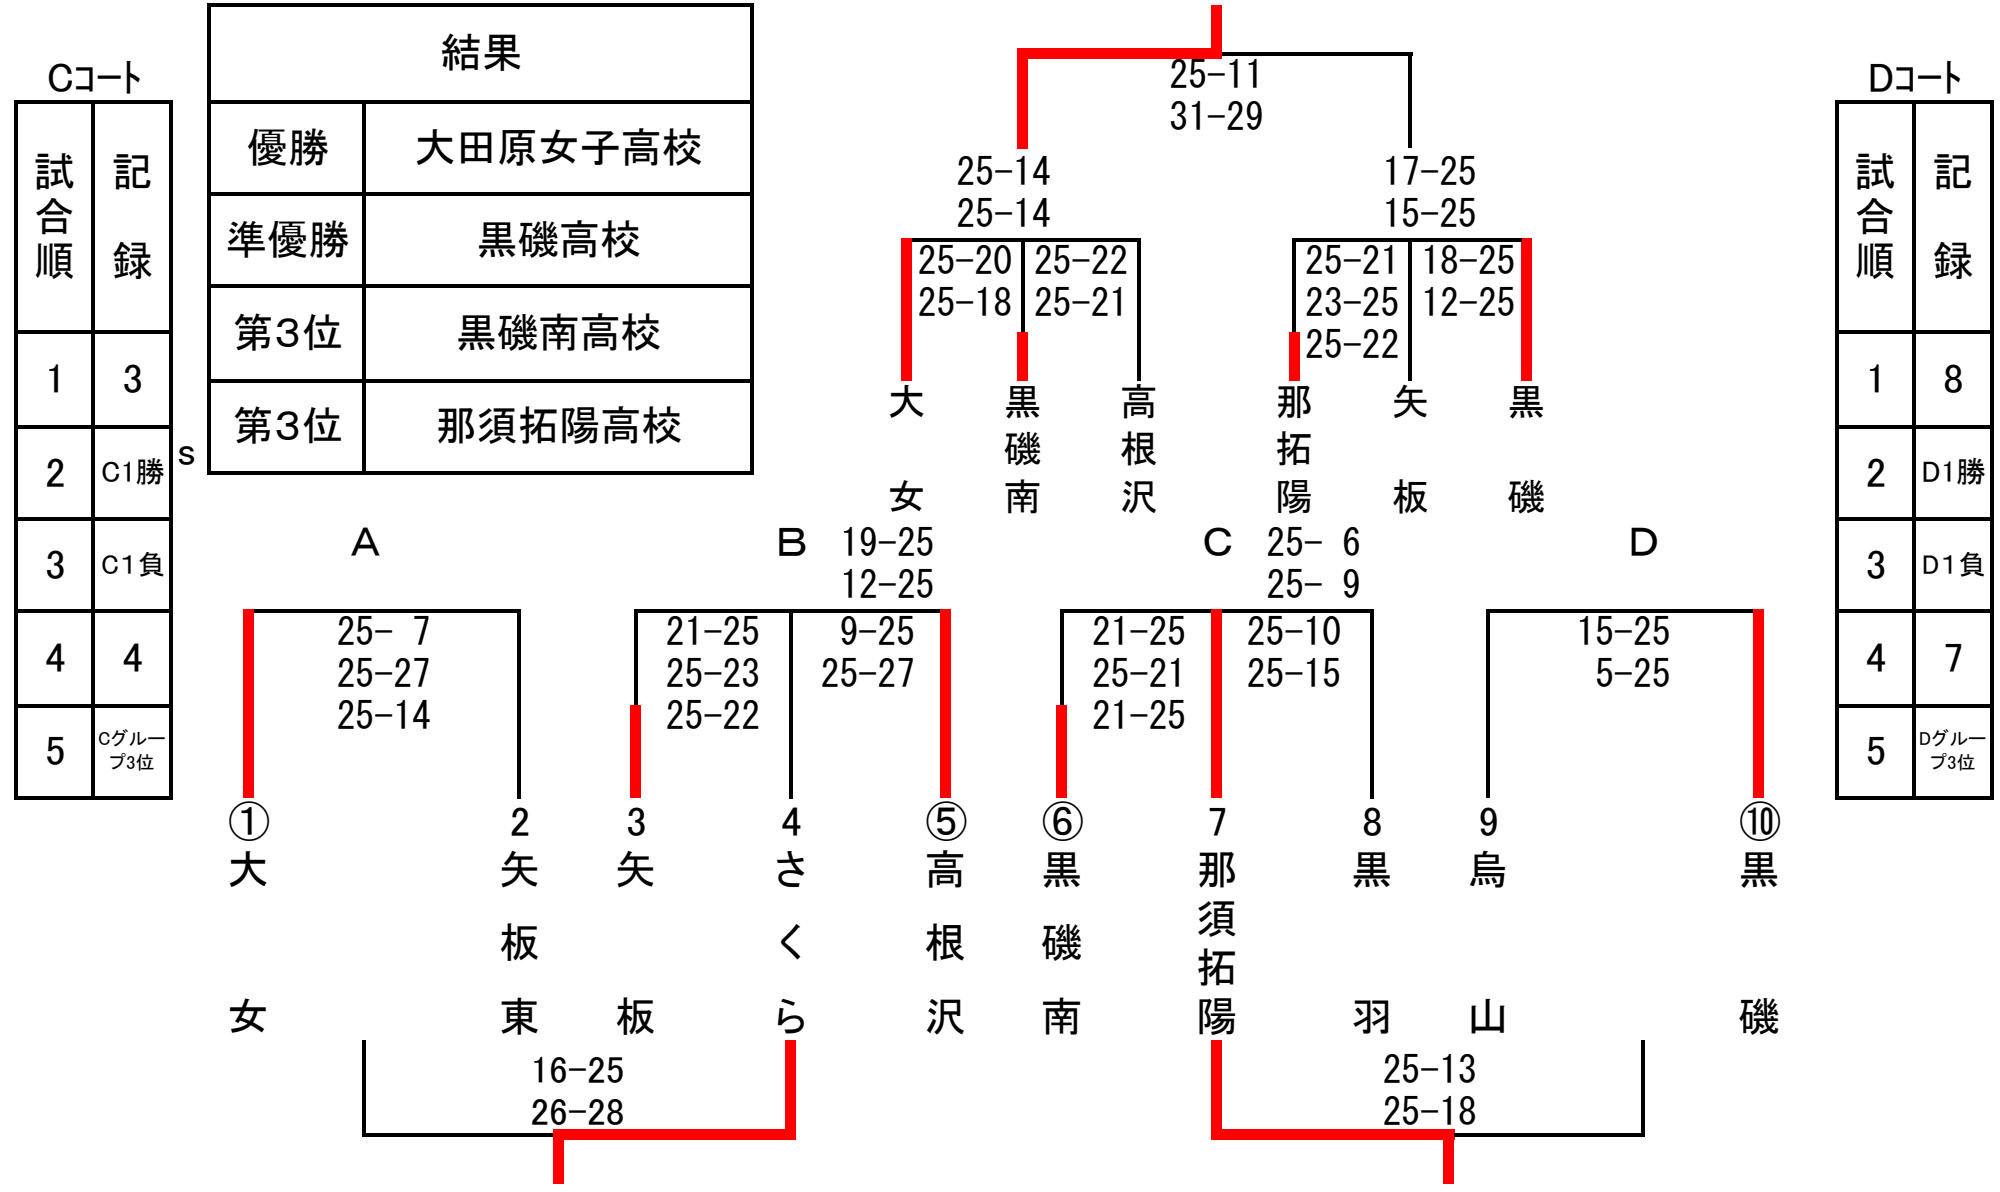 Cコート
試合順 記録
1 3
2 C1勝
3 C1負
4 4
5 Cグループ3位
s
結果
優勝 大田原女子高校
準優勝 黒磯高校
第3位 黒磯南高校
第3位 那須拓陽高校
25-11
31-29
25-14 17-25
25-14 15-25
25-20 25-22 25-21 18-25
25-18 25-21 23-25 12-25
25-22
大女 黒磯南 高根沢 那拓陽 矢板 黒磯
Dコート
試合順 記録
1 8
2 D1勝
3 D1負
4 7
5 Dグループ3位
A B 19-25 C 25- 6 D
12-25 25- 9
25- 7 21-25 9-25 21-25 25-10 15-25
25-27 25-23 25-27 25-21 25-15 5-25
25-14 25-22 21-25
① 2 3 4 ⑤ ⑥ 7 8 9 ⑩
大女 矢板東 矢板 さくら 高根沢 黒磯南 那須拓陽 黒羽 烏山 黒磯
16-25 25-13
26-28 25-18